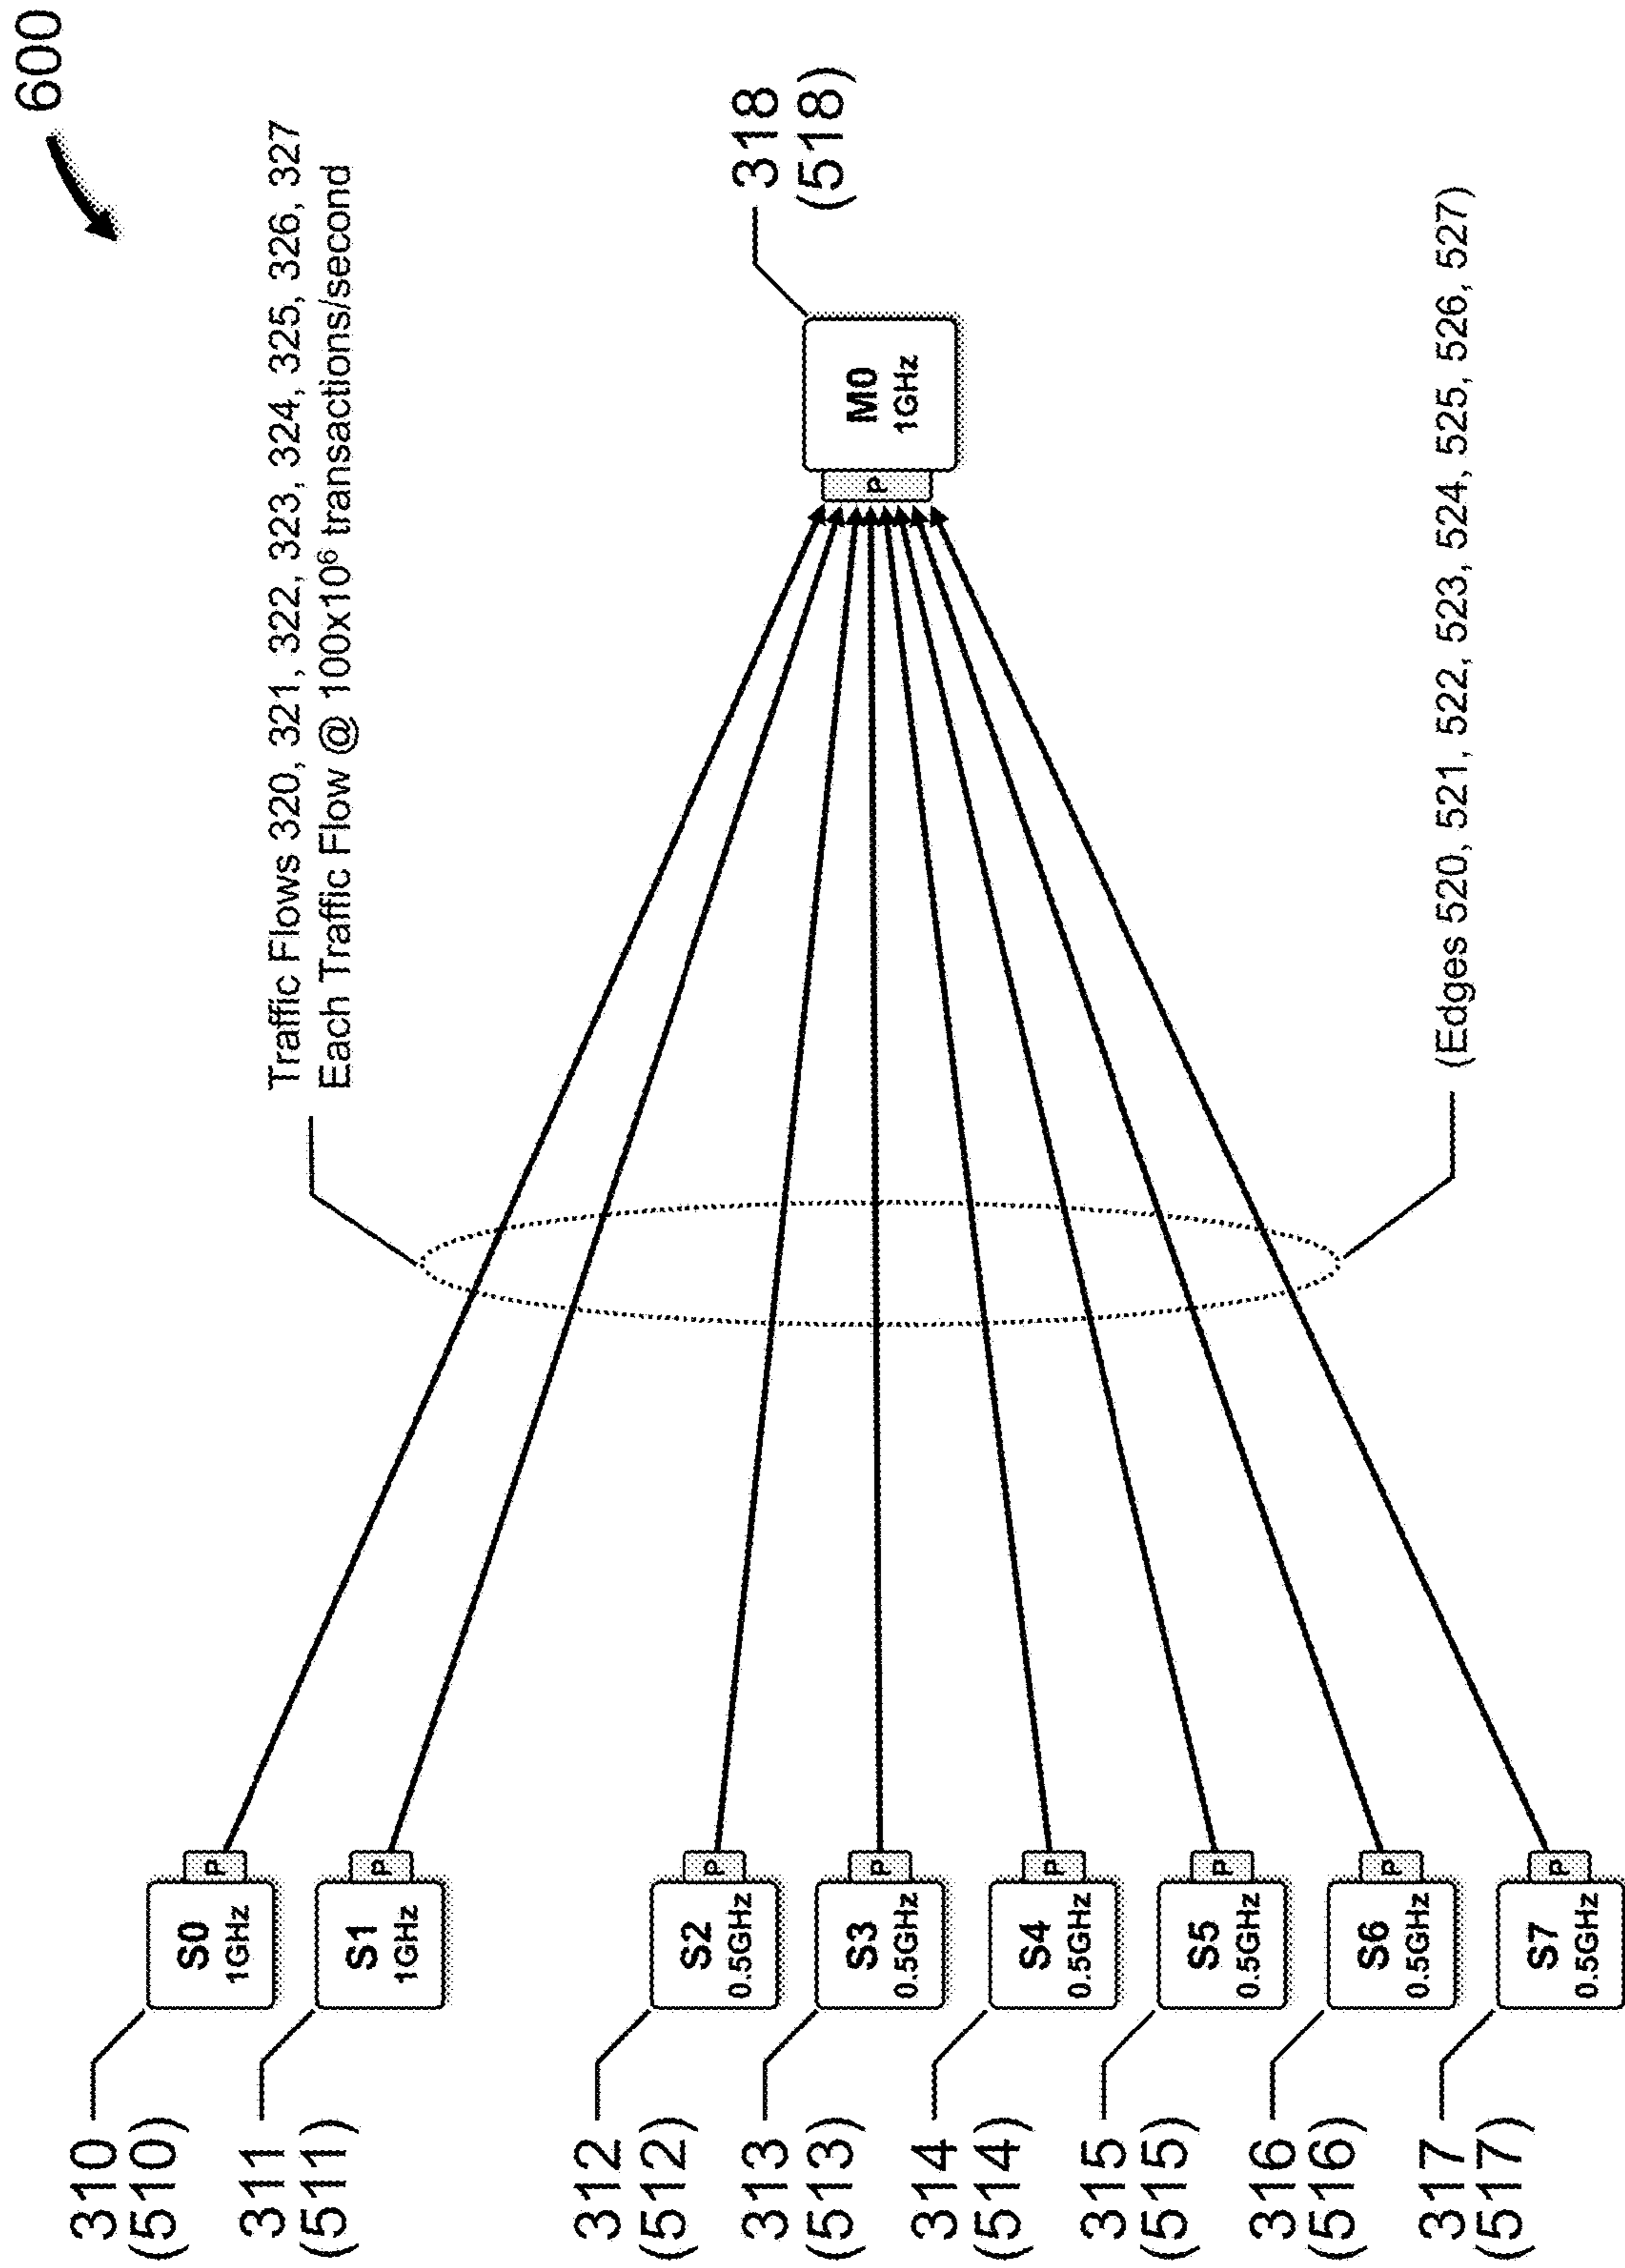 600
Traffic Flows 320, 321, 322, 323, 324, 325, 326, 327
Each Traffic Flow @ 100x10⁶ transactions/second
310
(510)
S0
1GHz
P
311
(511)
S1
1GHz
P
312
(512)
S2
0.5GHz
P
313
(513)
S3
0.5GHz
P
314
(514)
S4
0.5GHz
P
315
(515)
S5
0.5GHz
P
316
(516)
S6
0.5GHz
P
317
(517)
S7
0.5GHz
P
P
M0
1GHz
318
(518)
(Edges 520, 521, 522, 523, 524, 525, 526, 527)